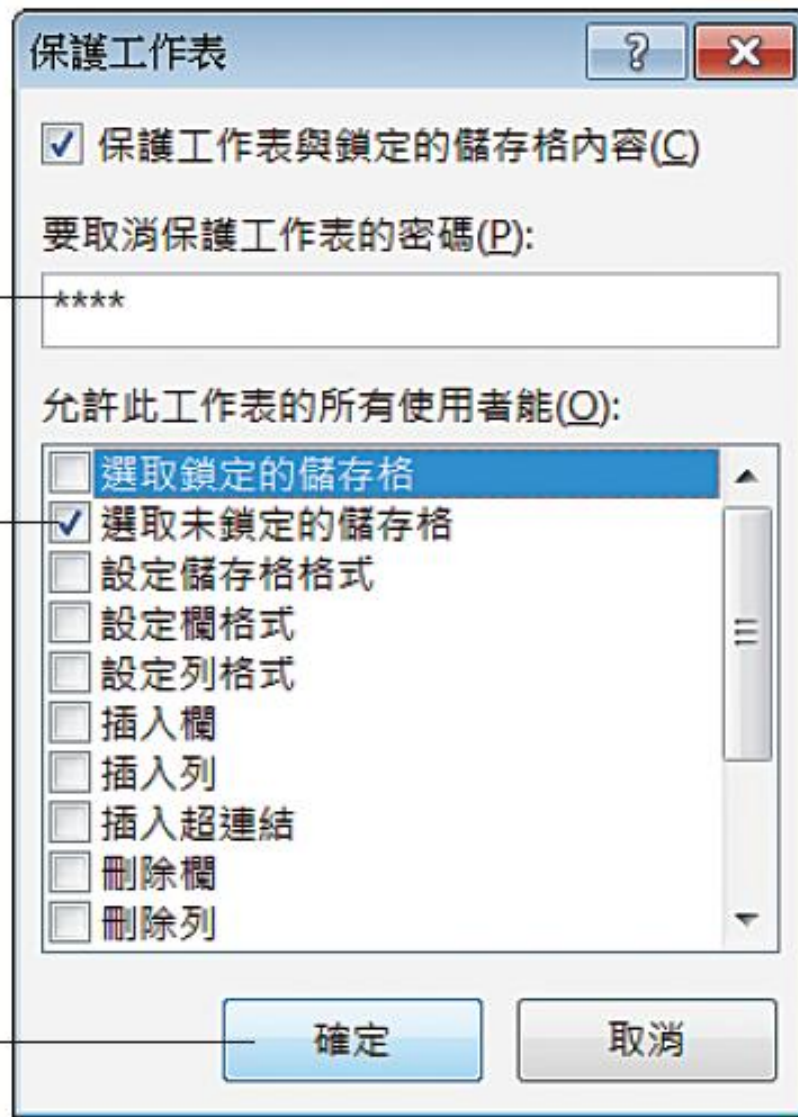 保護工作表
保護工作表與鎖定的儲存格內容(C)
要取消保護工作表的密碼(P):
****
允許此工作表的所有使用者能(O):
選取鎖定的儲存格
選取未鎖定的儲存格
設定儲存格格式
設定欄格式
設定列格式
插入欄
插入列
插入超連結
刪除欄
刪除列
確定
取消